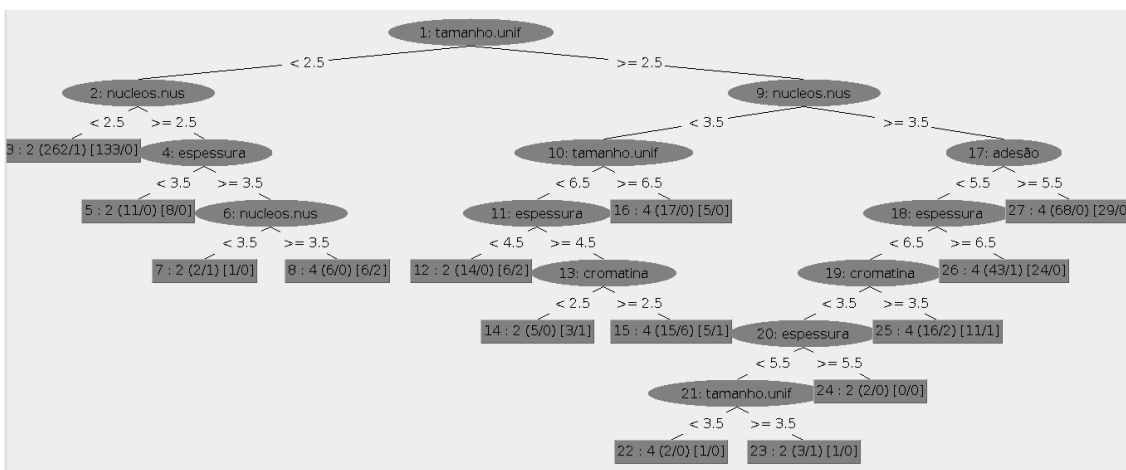 1: tamanho.unif
< 2.5 >= 2.5
2: nucleos.nus 9: nucleos.nus
< 2.5 >= 2.5 < 3.5 >= 3.5
3 : 2 (262/1) [133/0] 4: espessura 10: tamanho.unif 17: adesão
< 3.5 >= 3.5 < 6.5 >= 6.5 < 5.5 >= 5.5
5 : 2 (11/0) [8/0] 6: nucleos.nus 11: espessura 16 : 4 (17/0) [5/0] 18: espessura 27 : 4 (68/0) [29/0
< 3.5 >= 3.5 < 4.5 >= 4.5 < 6.5 >= 6.5
7 : 2 (2/1) [1/0] 8 : 4 (6/0) [6/2] 12 : 2 (14/0) [6/2] 13: cromatina 19: cromatina 26 : 4 (43/1) [24/0]
< 2.5 >= 2.5 < 3.5 >= 3.5
14 : 2 (5/0) [3/1] 15 : 4 (15/6) [5/1] 20: espessura 25 : 4 (16/2) [11/1]
< 5.5 >= 5.5
21: tamanho.unif 24 : 2 (2/0) [0/0]
< 3.5 >= 3.5
22 : 4 (2/0) [1/0] 23 : 2 (3/1) [1/0]